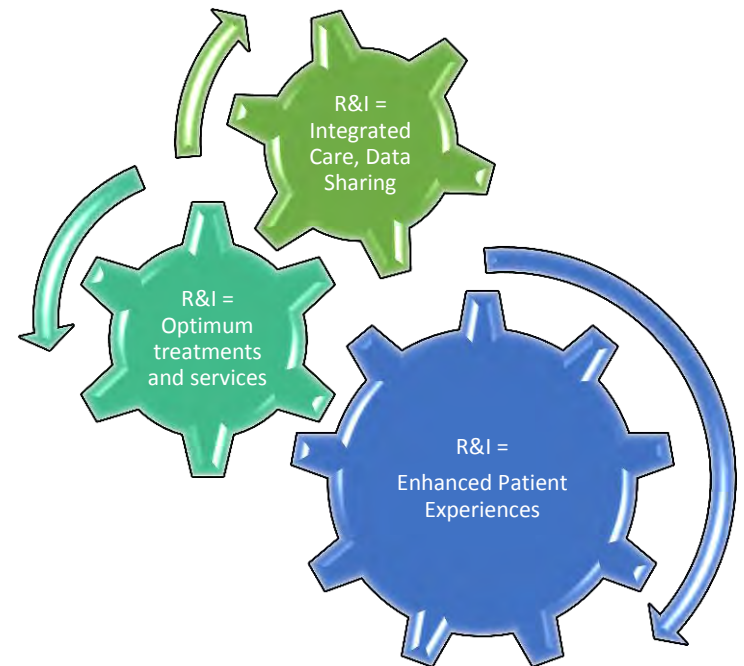 R&I =
Integrated
Care, Data
Sharing
R&I =
Optimum
treatments
and services
R&I =
Enhanced Patient
Experiences